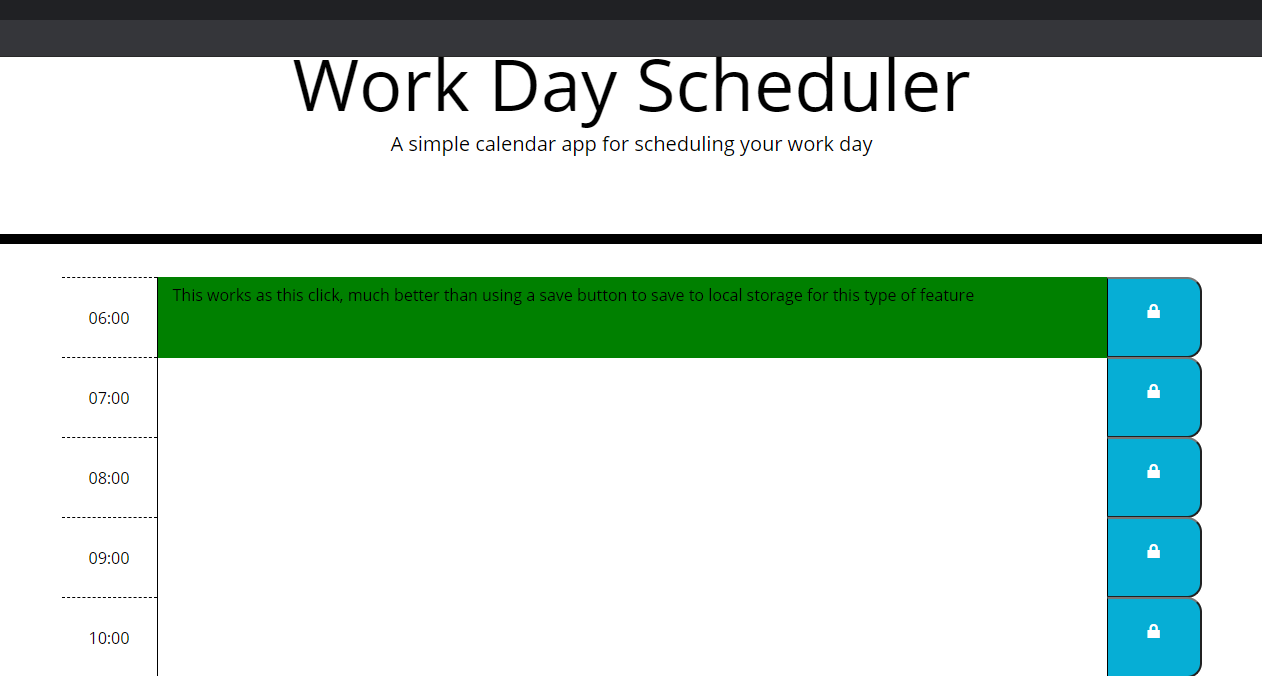 Work Day Scheduler
A simple calendar app for scheduling your work day
06:00
This works as this click, much better than using a save button to save to local storage for this type of feature
07:00
08:00
09:00
10:00